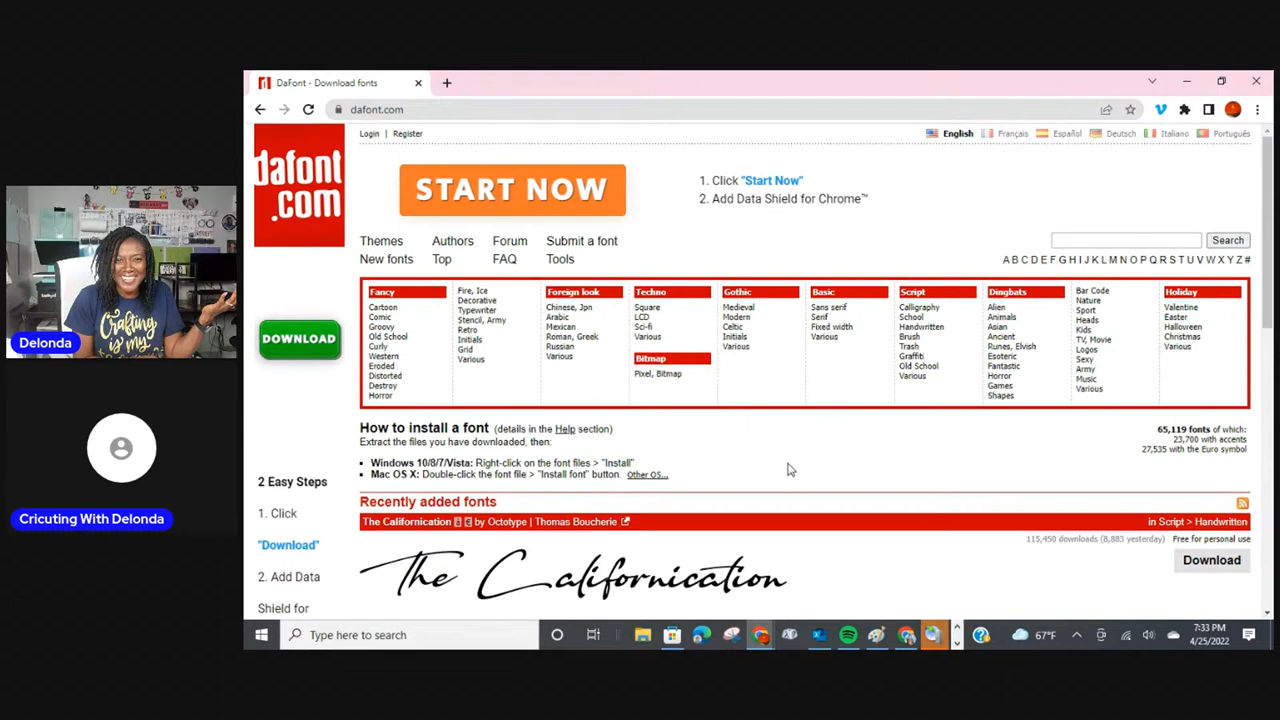 DaFont - Download fonts
dafont.com
Login | Register
English Français Español Deutsch Italiano Português
dafont
.com
START NOW
1. Click "Start Now"
2. Add Data Shield for Chrome™
Themes Authors Forum Submit a font
New fonts Top FAQ Tools
Search
A B C D E F G H I J K L M N O P Q R S T U V W X Y Z #
Fancy
Cartoon
Comic
Groovy
Old School
Curly
Western
Eroded
Distorted
Destroy
Horror
Fire, Ice
Decorative
Typewriter
Stencil, Army
Retro
Initials
Grid
Various
Foreign look
Chinese, Jpn
Arabic
Mexican
Roman, Greek
Russian
Various
Techno
Square
LCD
Sci-fi
Various
Bitmap
Pixel, Bitmap
Gothic
Medieval
Modern
Celtic
Initials
Various
Basic
Sans serif
Serif
Fixed width
Various
Script
Calligraphy
School
Handwritten
Brush
Trash
Graffiti
Old School
Various
Dingbats
Alien
Animals
Asian
Ancient
Runes, Elvish
Esoteric
Fantastic
Horror
Games
Shapes
Bar Code
Nature
Sport
Heads
Kids
TV, Movie
Logos
Sexy
Army
Music
Various
Holiday
Valentine
Easter
Halloween
Christmas
Various
DOWNLOAD
Crafting
is my
Delonda
Cricuting With Delonda
How to install a font (details in the Help section)
Extract the files you have downloaded, then:
Windows 10/8/7/Vista: Right-click on the font files > "Install"
Mac OS X: Double-click the font file > "Install font" button. Other OS...
65,119 fonts of which:
23,700 with accents
27,535 with the Euro symbol
2 Easy Steps
1. Click
"Download"
2. Add Data
Shield for
Recently added fonts
The Californication à € by Octotype | Thomas Boucherie in Script > Handwritten
115,450 downloads (8,883 yesterday) Free for personal use
Download
The Californication
Type here to search
67°F
7:33 PM
4/25/2022